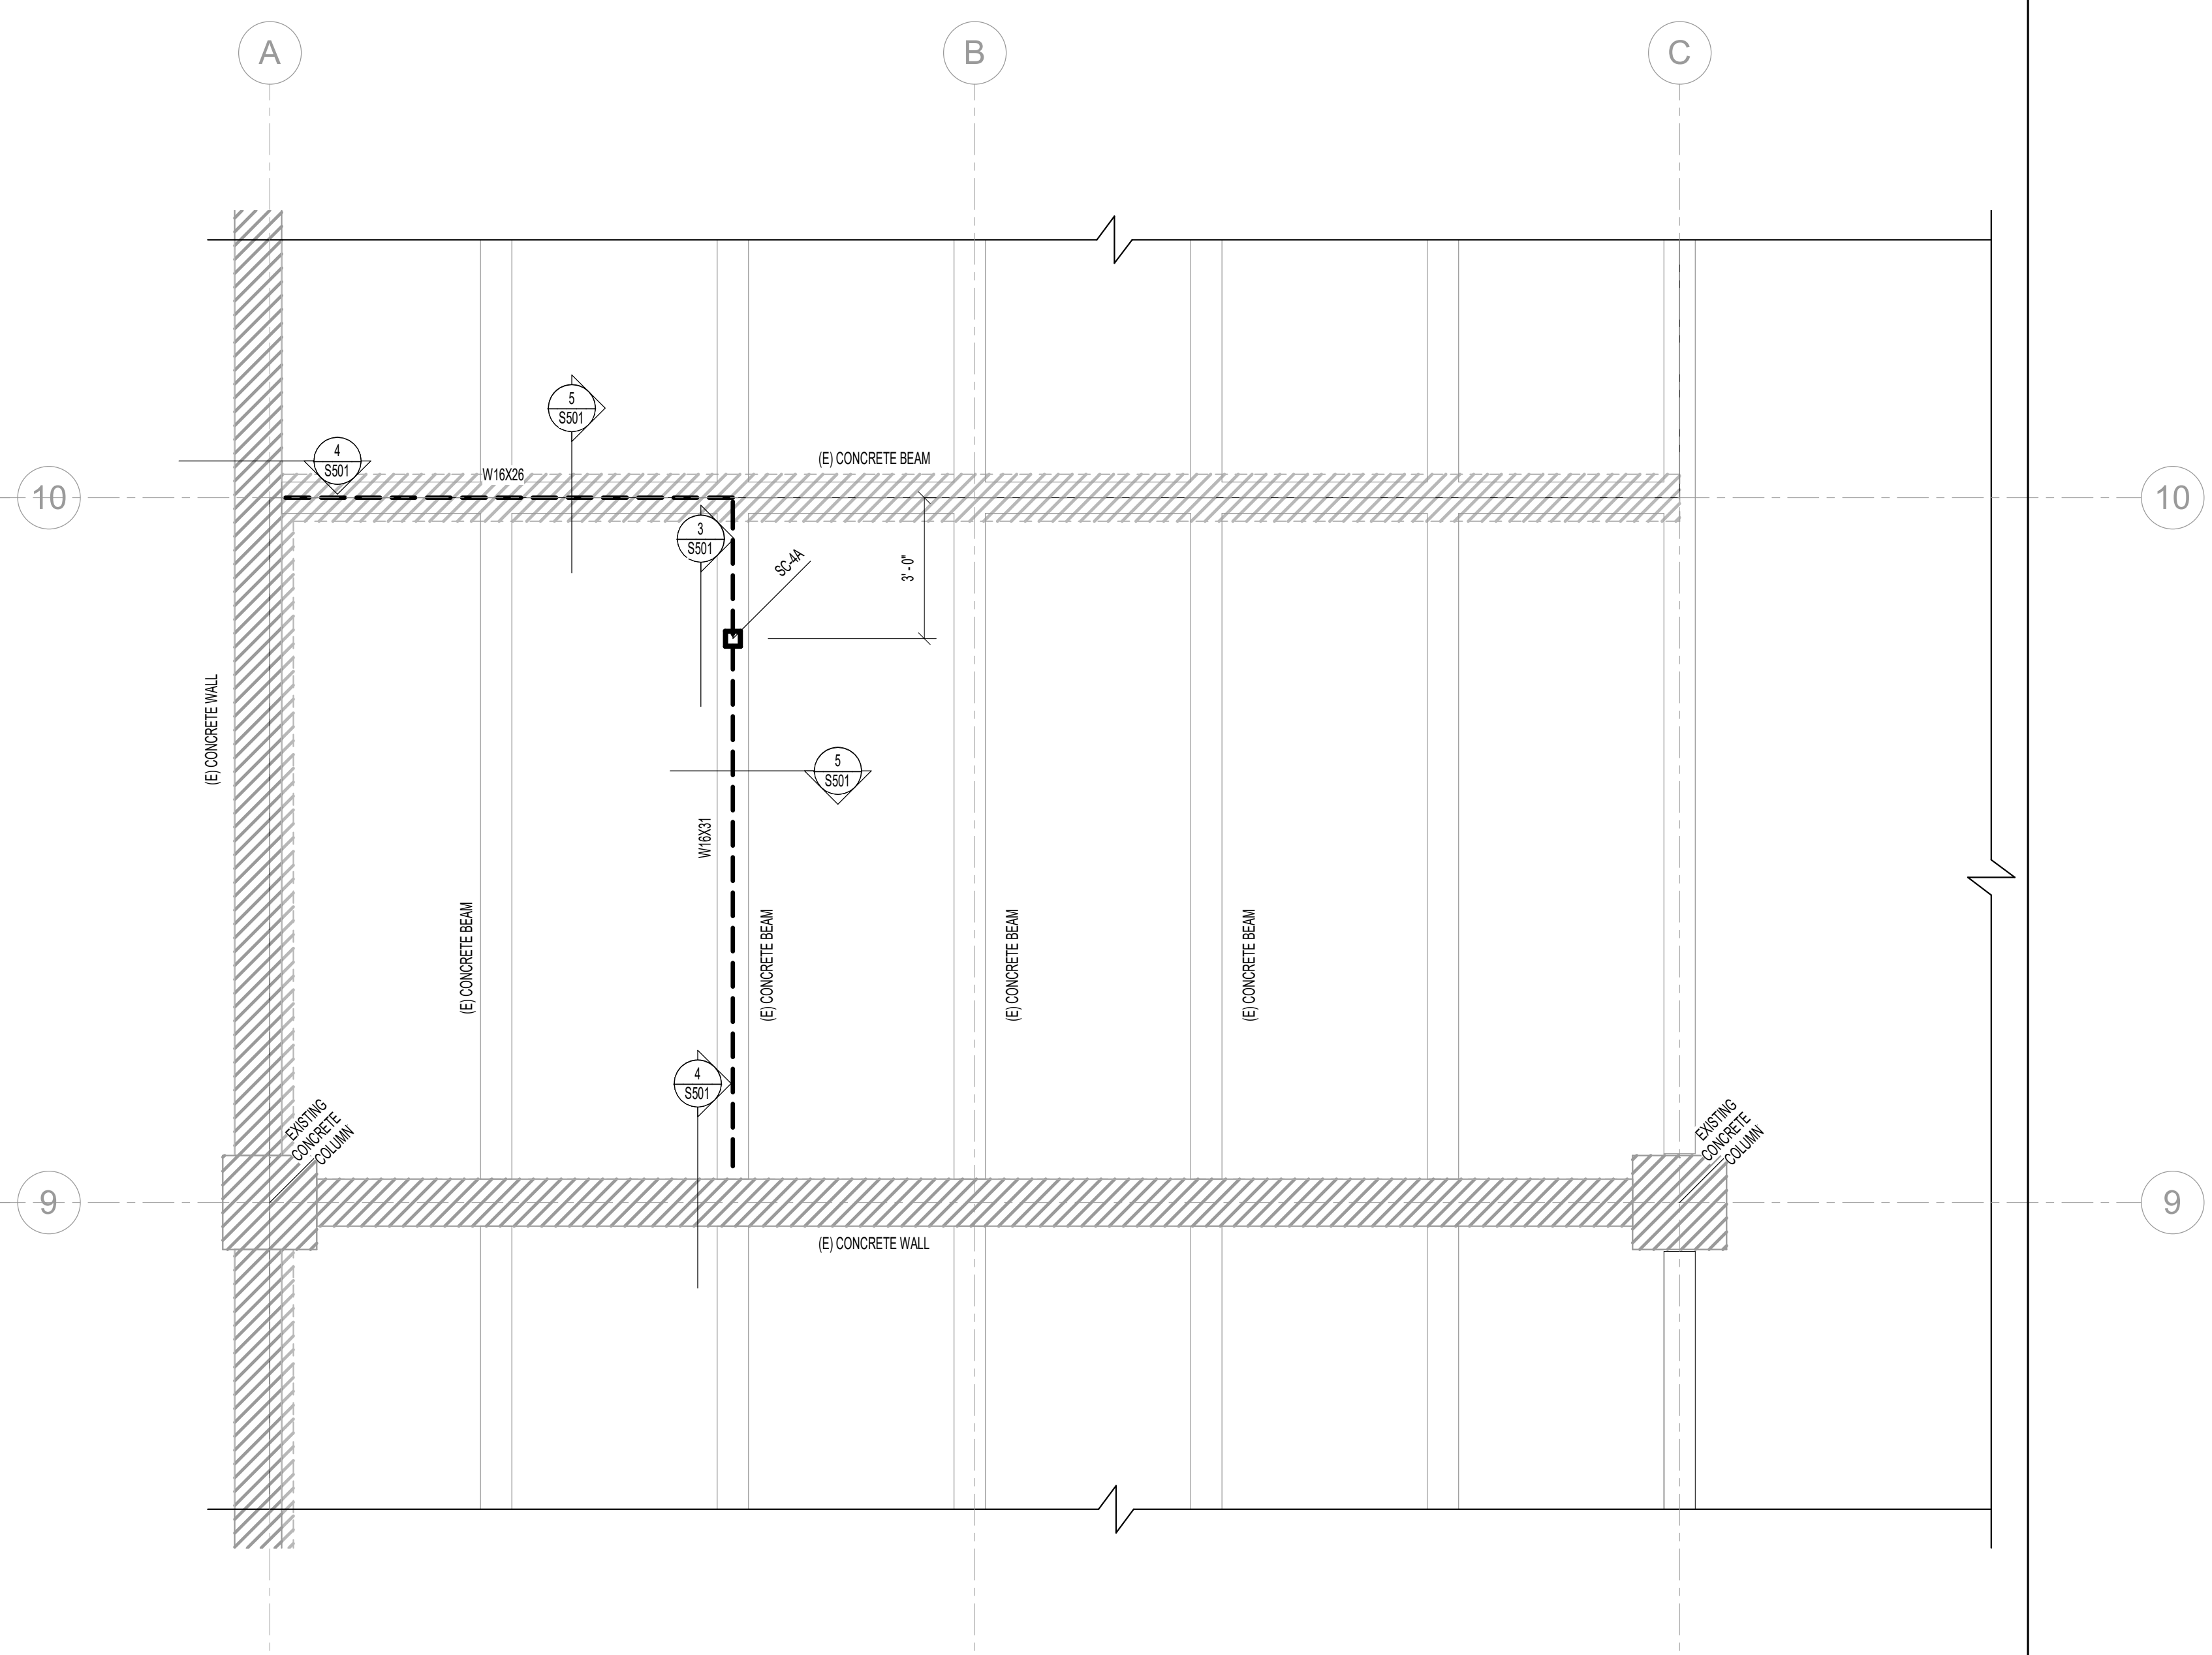 A
B
C
5
S501
4
S501
(E) CONCRETE BEAM
W16X26
10
10
3
S501
SC-4A
3' - 0"
(E) CONCRETE WALL
5
S501
W16X31
(E) CONCRETE BEAM
(E) CONCRETE BEAM
(E) CONCRETE BEAM
(E) CONCRETE BEAM
4
S501
EXISTING
CONCRETE
COLUMN
EXISTING
CONCRETE
COLUMN
9
9
(E) CONCRETE WALL